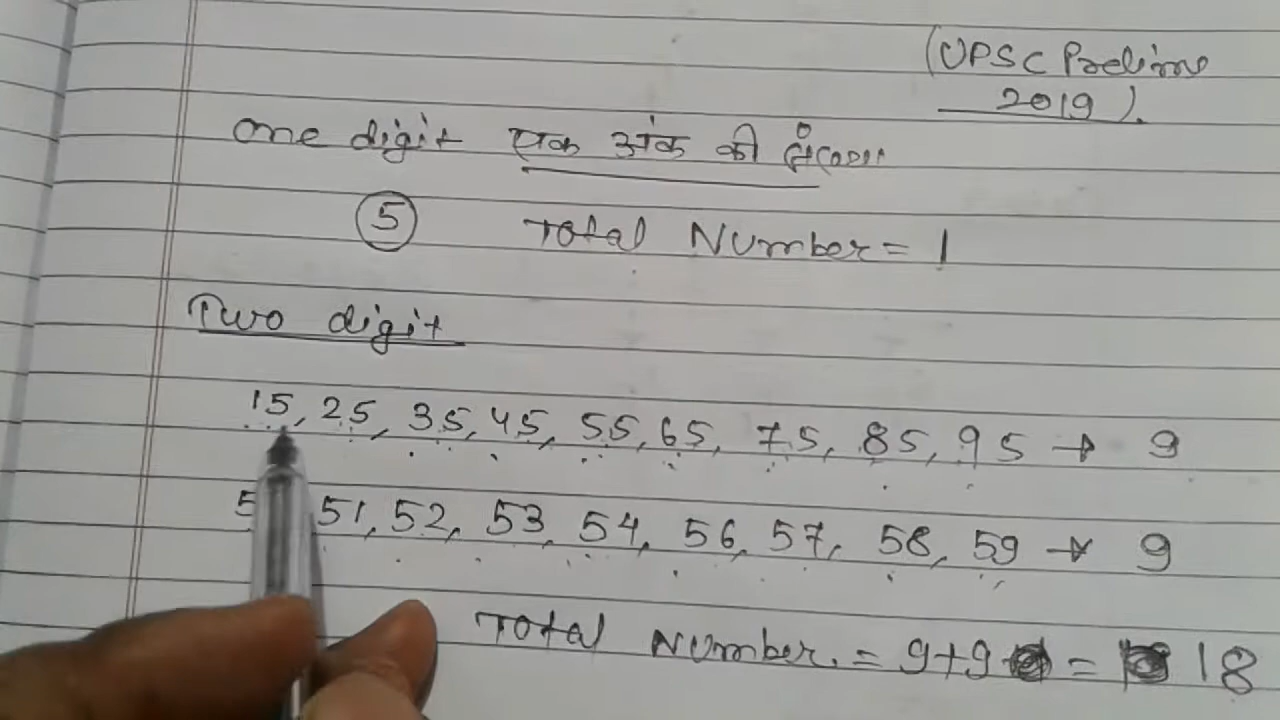 (UPSC Prelims
2019).
One digit एक अंक की संख्या
5 Total Number = 1
Two digit
15, 25, 35, 45, 55, 65, 75, 85, 95 → 9
5 51, 52, 53, 54, 56, 57, 58, 59 → 9
Total Number. = 9+9 = 18